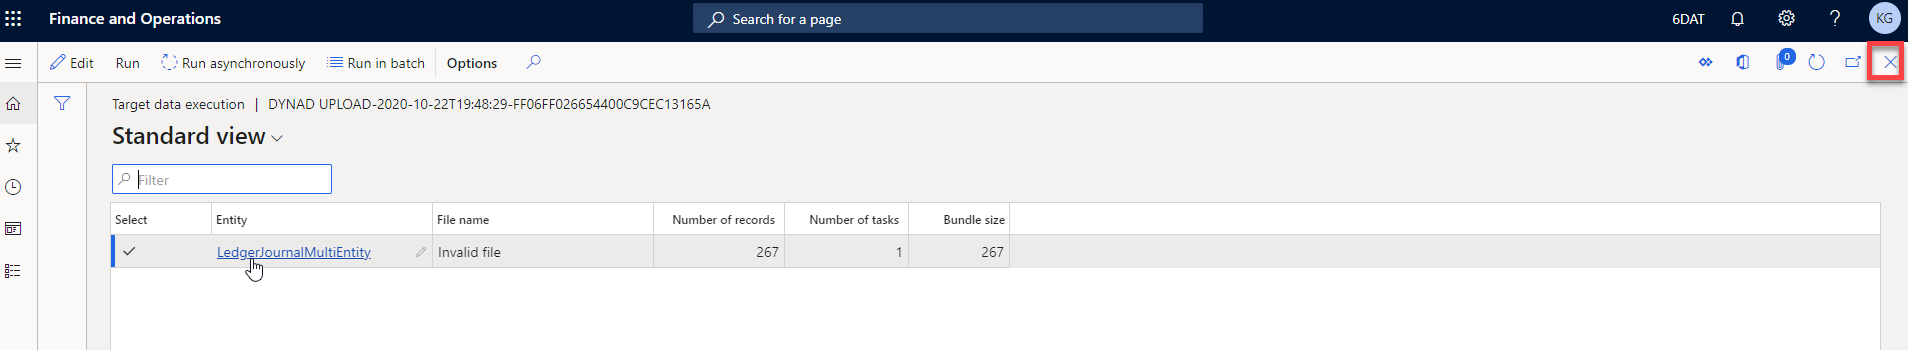 Finance and Operations
Search for a page
6DAT
KG
Edit
Run
Run asynchronously
Run in batch
Options
0
Target data execution | DYNAD UPLOAD-2020-10-22T19:48:29-FF06FF026654400C9CEC13165A
Standard view
Filter
Select Entity File name Number of records Number of tasks Bundle size
LedgerJournalMultiEntity Invalid file 267 1 267